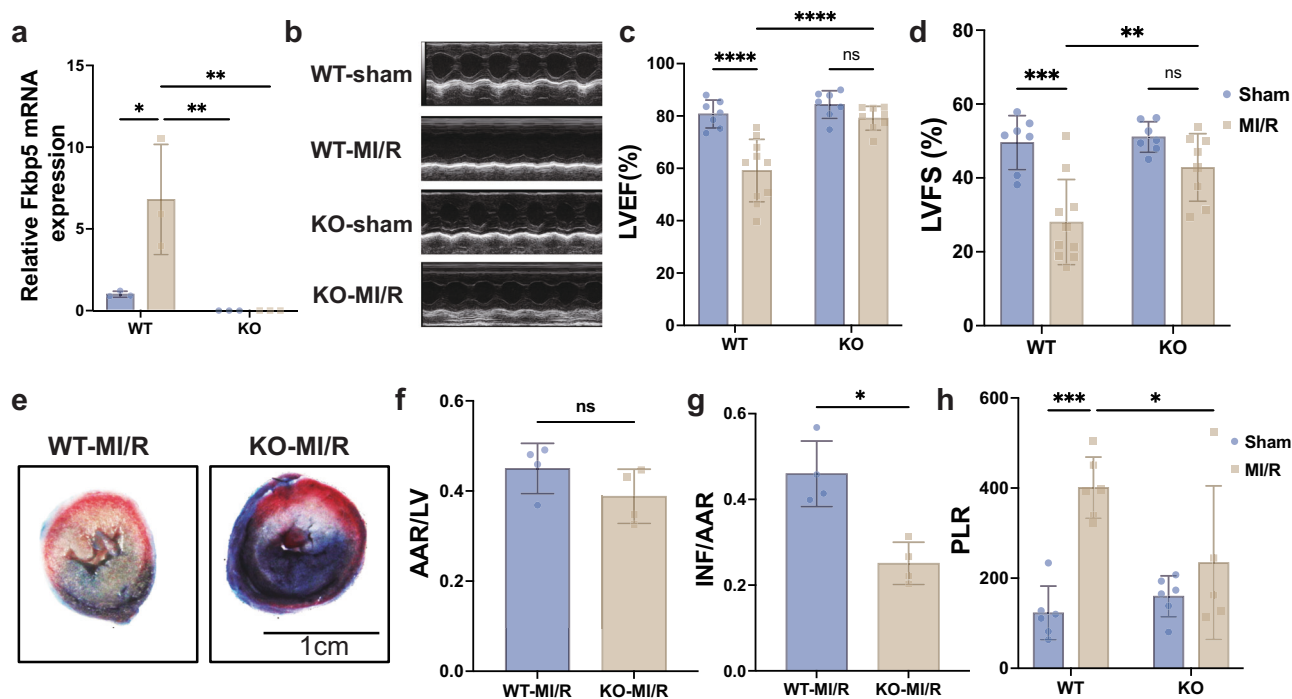 a
Relative Fkbp5 mRNA
expression
15
10
5
0
*
**
**
WT
KO
b
WT-sham
WT-MI/R
KO-sham
KO-MI/R
c
LVEF(%)
100
80
60
40
20
0
****
****
ns
WT
KO
d
LVFS (%)
80
60
40
20
0
***
**
ns
WT
KO
Sham
MI/R
e
WT-MI/R
KO-MI/R
1cm
f
AAR/LV
0.6
0.4
0.2
0.0
ns
WT-MI/R
KO-MI/R
g
INF/AAR
0.6
0.4
0.2
0.0
*
WT-MI/R
KO-MI/R
h
PLR
600
400
200
0
***
*
WT
KO
Sham
MI/R